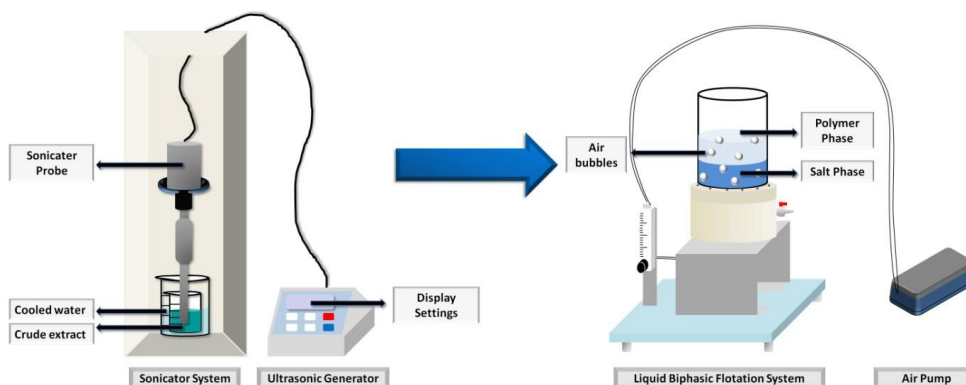 Sonicater
Probe
Cooled water
Crude extract
Display
Settings
Sonicator System
Ultrasonic Generator
Air
bubbles
Polymer
Phase
Salt Phase
Liquid Biphasic Flotation System
Air Pump